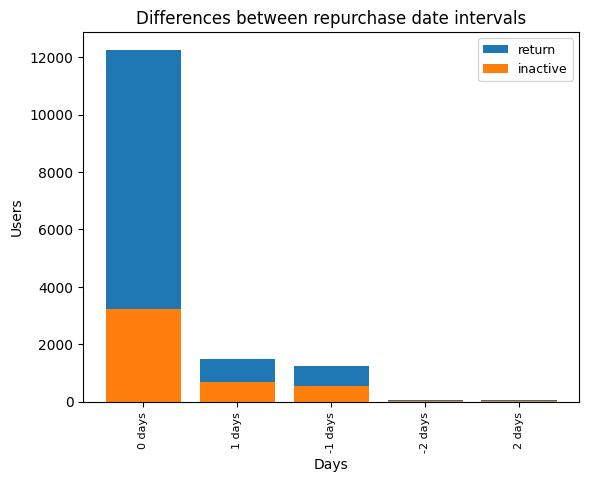 Differences between repurchase date intervals
return
inactive
12000
10000
8000
6000
4000
2000
0
Users
0 days
1 days
-1 days
-2 days
2 days
Days